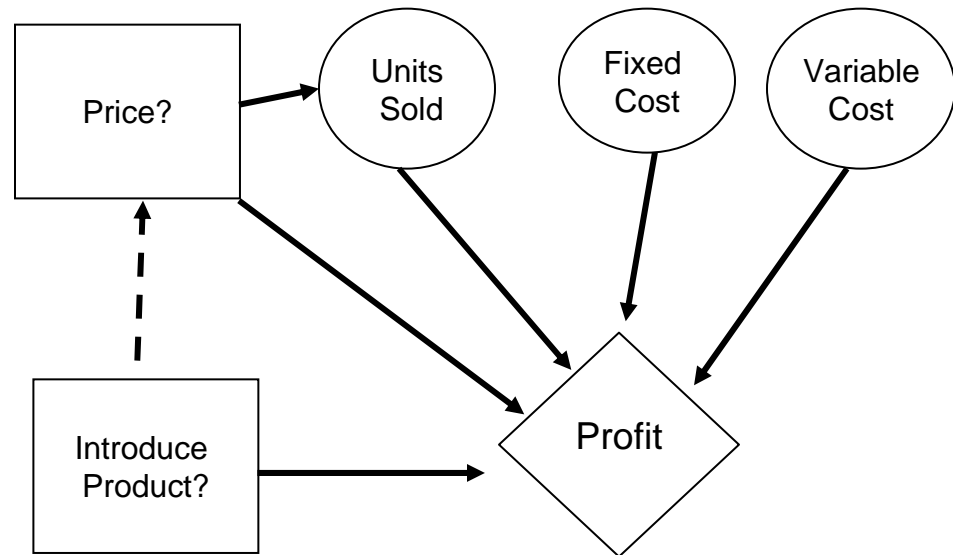 Price?
Units
Sold
Fixed
Cost
Variable
Cost
Introduce
Product?
Profit